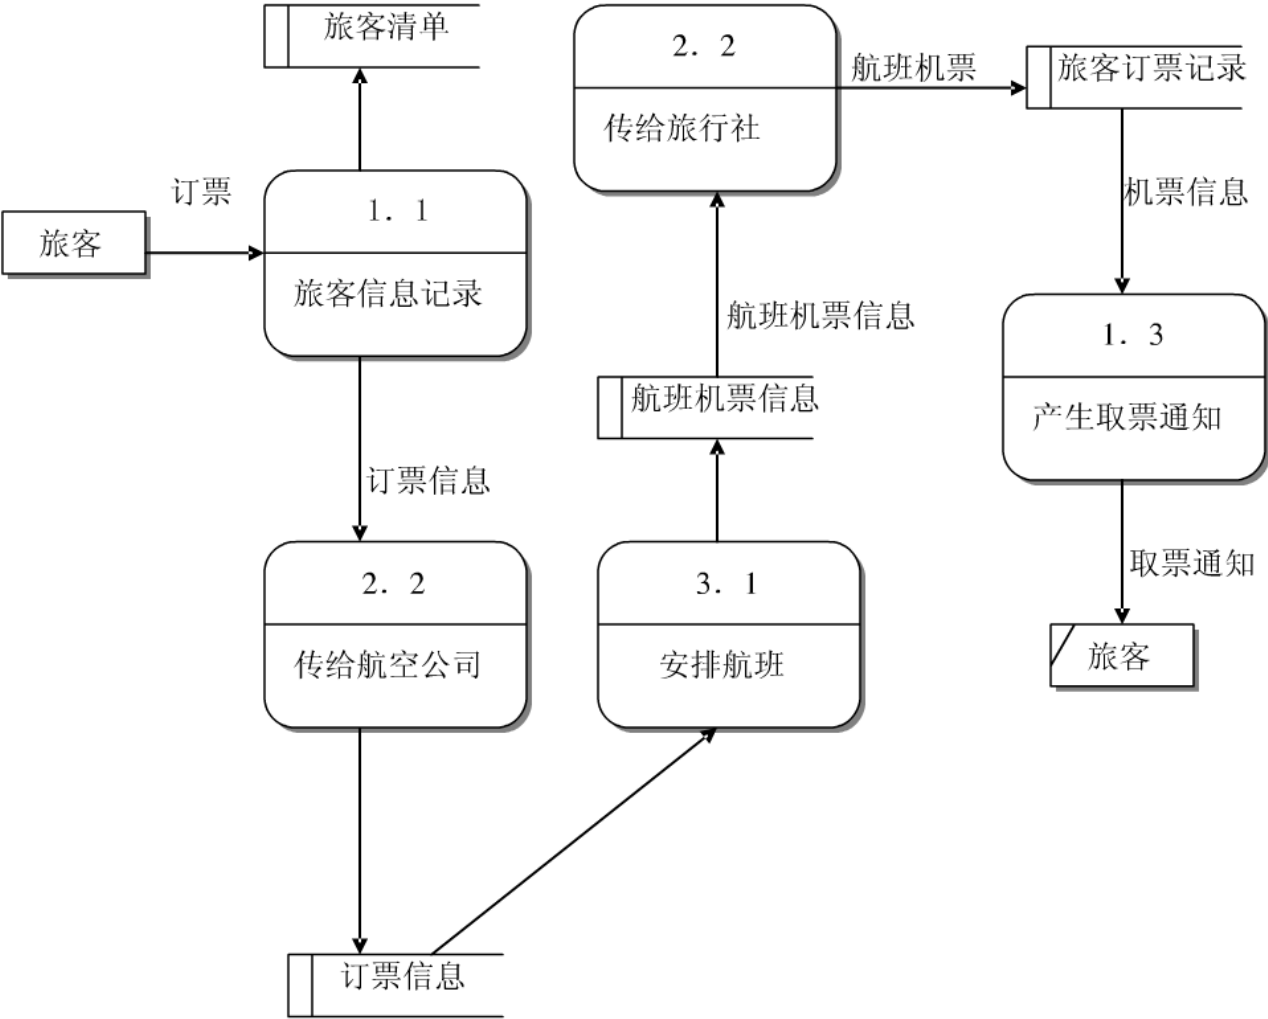 旅客清单
订票
旅客
1. 1
旅客信息记录
订票信息
2. 2
传给航空公司
订票信息
3. 1
安排航班
航班机票信息
航班机票信息
2. 2
传给旅行社
航班机票
旅客订票记录
机票信息
1. 3
产生取票通知
取票通知
旅客